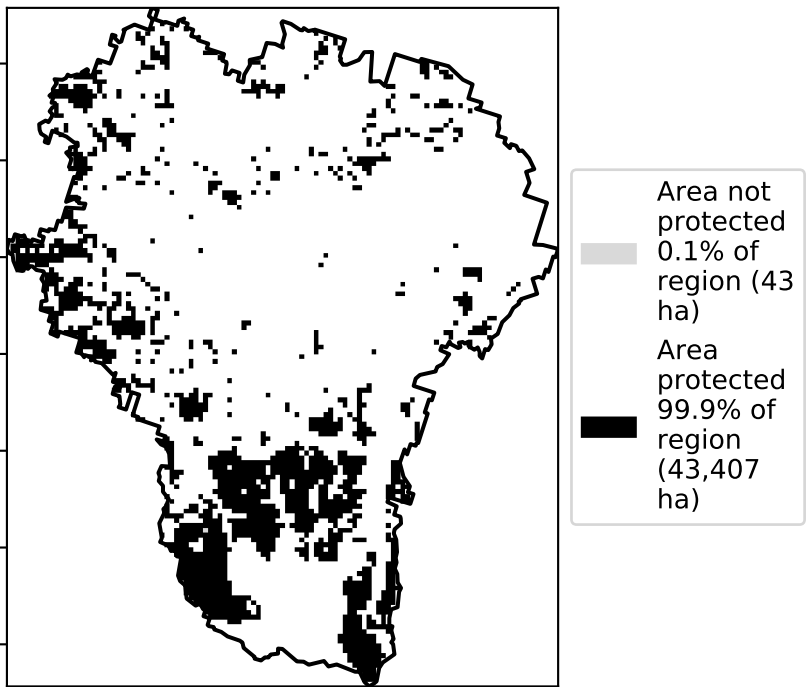 Area not
protected
0.1% of
region (43
ha)
Area
protected
99.9% of
region
(43,407
ha)